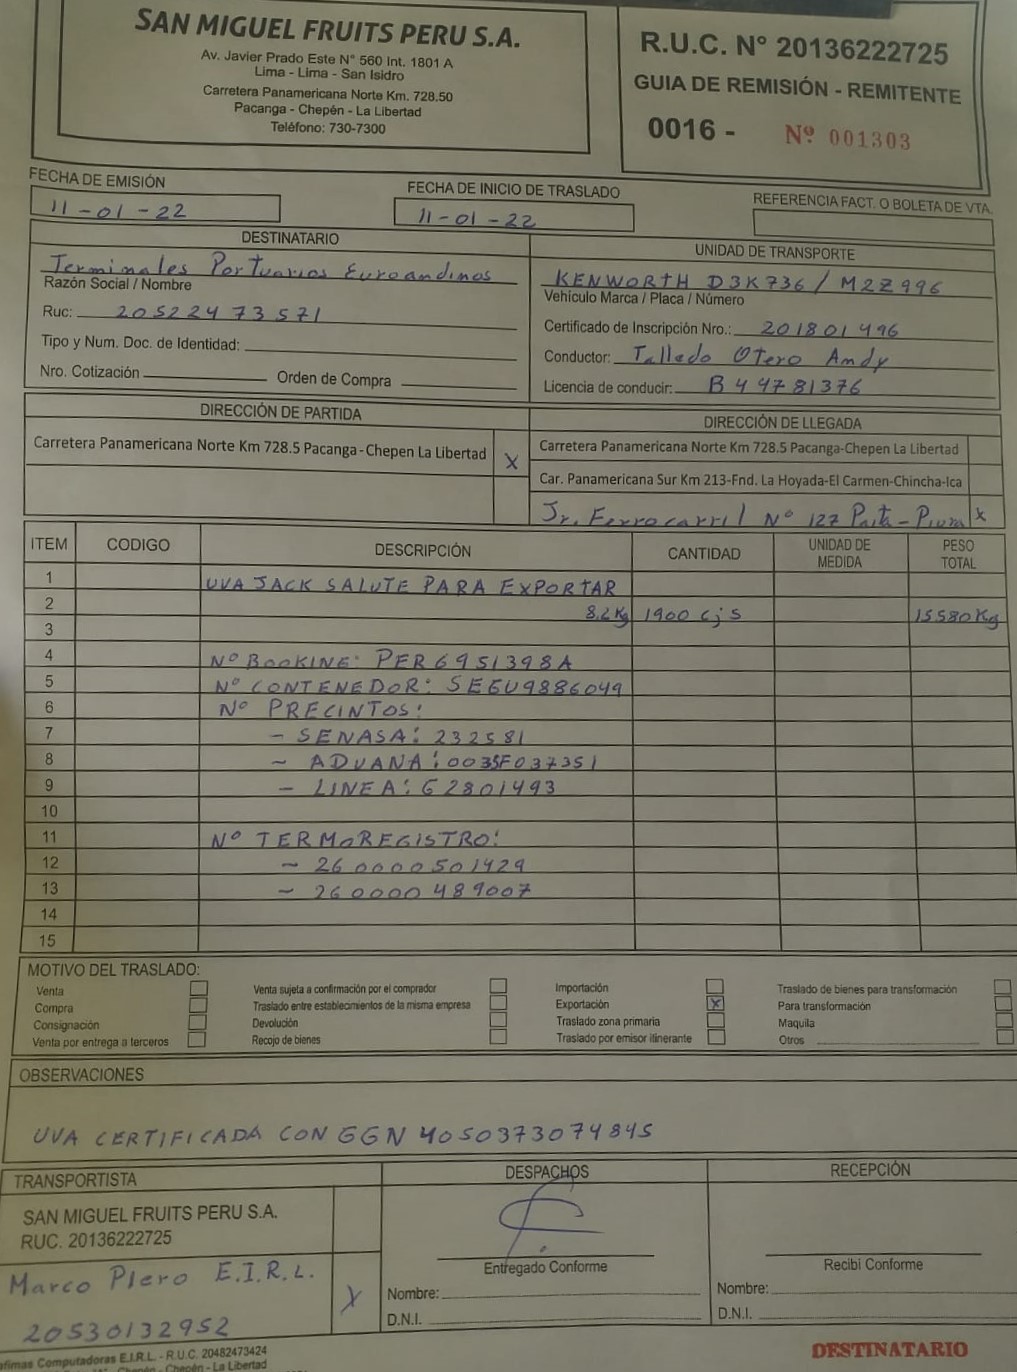 SAN MIGUEL FRUITS PERU S.A.
Av. Javier Prado Este N° 560 Int. 1801 A
Lima - Lima - San Isidro
Carretera Panamericana Norte Km. 728.50
Pacanga - Chepén - La Libertad
Teléfono: 730-7300
R.U.C. N° 20136222725
GUIA DE REMISIÓN - REMITENTE
0016 - Nº 001303
FECHA DE EMISIÓN
11-01-22
FECHA DE INICIO DE TRASLADO
11-01-22
REFERENCIA FACT. O BOLETA DE VTA.
DESTINATARIO
Terminales Portuarios Euroandinos
Razón Social / Nombre
Ruc: 20522473571
Tipo y Num. Doc. de Identidad:
Nro. Cotización Orden de Compra
UNIDAD DE TRANSPORTE
KENWORTH D3K736 / M2Z996
Vehículo Marca / Placa / Número
Certificado de Inscripción Nro.: 201801496
Conductor: Talledo Otero Andy
Licencia de conducir: B44781376
DIRECCIÓN DE PARTIDA
Carretera Panamericana Norte Km 728.5 Pacanga-Chepen La Libertad X
DIRECCIÓN DE LLEGADA
Carretera Panamericana Norte Km 728.5 Pacanga-Chepen La Libertad
Car. Panamericana Sur Km 213-Fnd. La Hoyada-El Carmen-Chincha-Ica
Jr. Ferrocarril Nº 127 Paita - Piura X
ITEM CODIGO DESCRIPCIÓN CANTIDAD UNIDAD DE MEDIDA PESO TOTAL
1 UVA JACK SALUTE PARA EXPORTAR
2 8.2Kg 1900 cjs 15580Kg
3
4 Nº BOOKINE: PER6951398A
5 Nº CONTENEDOR: SEGU9886049
6 Nº PRECINTOS:
7 - SENASA: 232581
8 - ADUANA: 0035F037351
9 - LINEA: G2801493
10
11 Nº TERMOREGISTRO:
12 - 260000501429
13 - 260000489007
14
15
MOTIVO DEL TRASLADO:
Venta
Compra
Consignación
Venta por entrega a terceros
Venta sujeta a confirmación por el comprador
Traslado entre establecimientos de la misma empresa
Devolución
Recojo de bienes
Importación
Exportación X
Traslado zona primaria
Traslado por emisor itinerante
Traslado de bienes para transformación
Para transformación
Maquila
Otros
OBSERVACIONES
UVA CERTIFICADA CON GGN 4050373074845
TRANSPORTISTA
SAN MIGUEL FRUITS PERU S.A.
RUC. 20136222725
Marco Piero E.I.R.L. X
20530132952
DESPACHOS
Entregado Conforme
Nombre:
D.N.I.
RECEPCIÓN
Recibí Conforme
Nombre:
D.N.I.
Computadoras E.I.R.L. - R.U.C. 20482473424
Chepén - La Libertad
DESTINATARIO